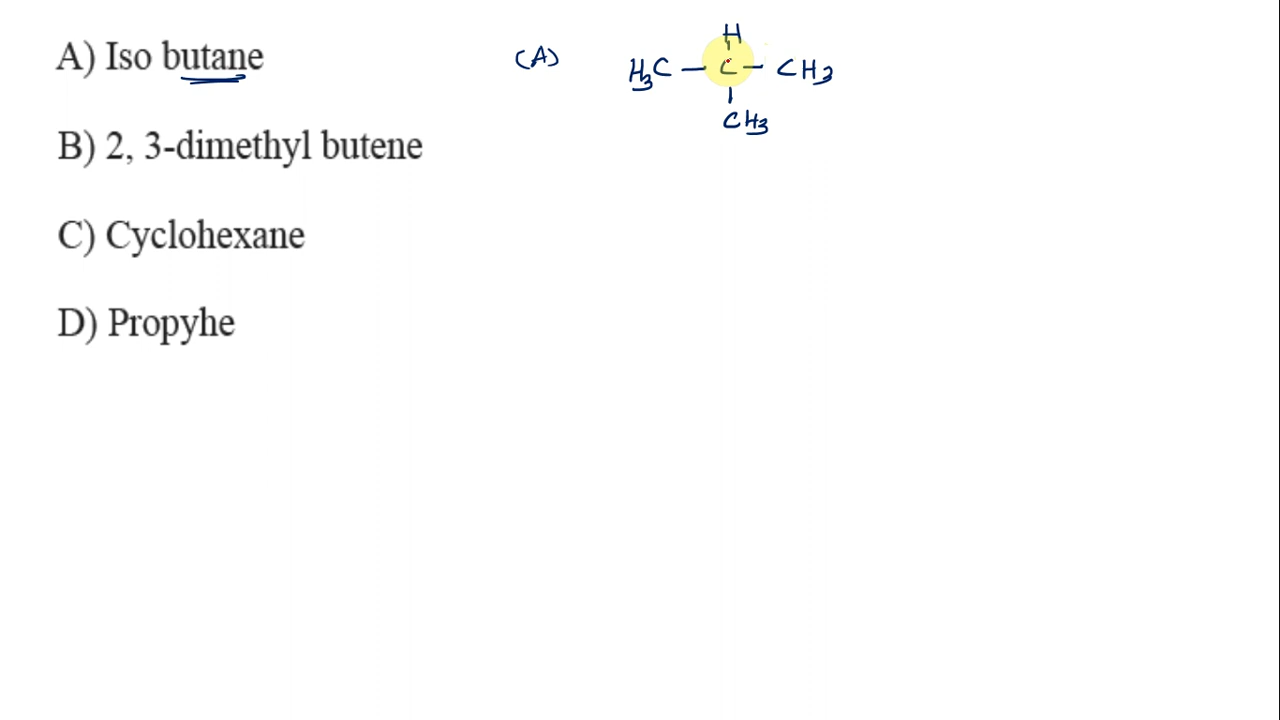 A) Iso butane
(A)
H
H3C – C – CH3
CH3
B) 2, 3-dimethyl butene
C) Cyclohexane
D) Propyhe